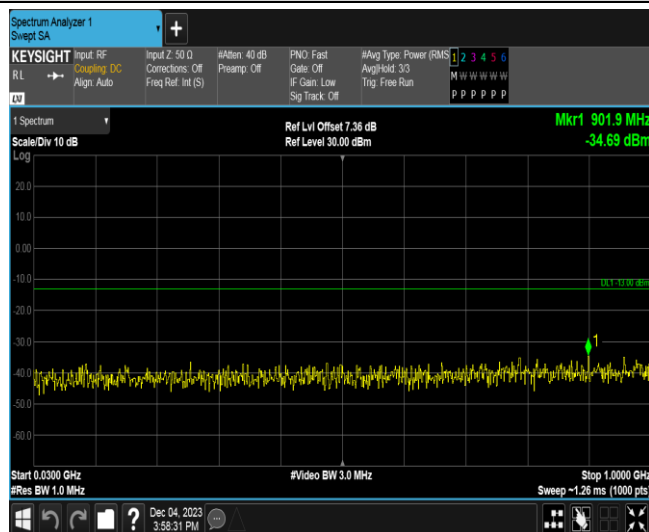 Spectrum Analyzer 1
Swept SA
+
KEYSIGHT
RL
LXI
Input: RF
Coupling: DC
Align: Auto
Input Z: 50 Ω
Corrections: Off
Freq Ref: Int (S)
#Atten: 40 dB
Preamp: Off
PNO: Fast
Gate: Off
IF Gain: Low
Sig Track: Off
#Avg Type: Power (RMS
Avg|Hold: 3/3
Trig: Free Run
1 2 3 4 5 6
M W W W W W
P P P P P P
1 Spectrum
Scale/Div 10 dB
Log
Ref Lvl Offset 7.36 dB
Ref Level 30.00 dBm
Mkr1 901.9 MHz
-34.69 dBm
20.0
10.0
0.00
-10.0
DL1 -13.00 dBm
-20.0
-30.0
1
-40.0
-50.0
-60.0
Start 0.0300 GHz
#Res BW 1.0 MHz
#Video BW 3.0 MHz
Stop 1.0000 GHz
Sweep ~1.26 ms (1000 pts)
?
Dec 04, 2023
3:58:31 PM